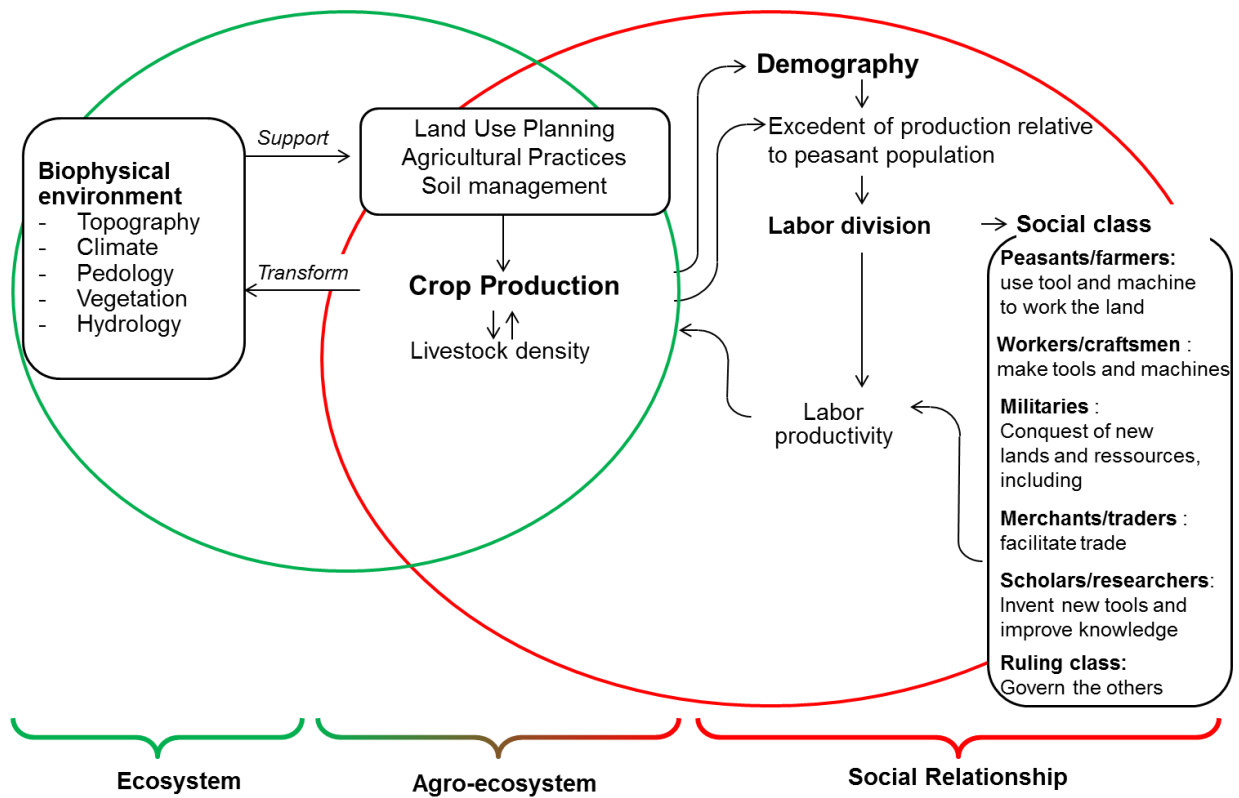 Biophysical
environment
- Topography
- Climate
- Pedology
- Vegetation
- Hydrology
Support
Transform
Land Use Planning
Agricultural Practices
Soil management
Crop Production
Livestock density
Demography
Excedent of production relative
to peasant population
Labor division
Labor
productivity
Social class
Peasants/farmers:
use tool and machine
to work the land
Workers/craftsmen :
make tools and machines
Militaries :
Conquest of new
lands and ressources,
including
Merchants/traders :
facilitate trade
Scholars/researchers:
Invent new tools and
improve knowledge
Ruling class:
Govern the others
Ecosystem
Agro-ecosystem
Social Relationship